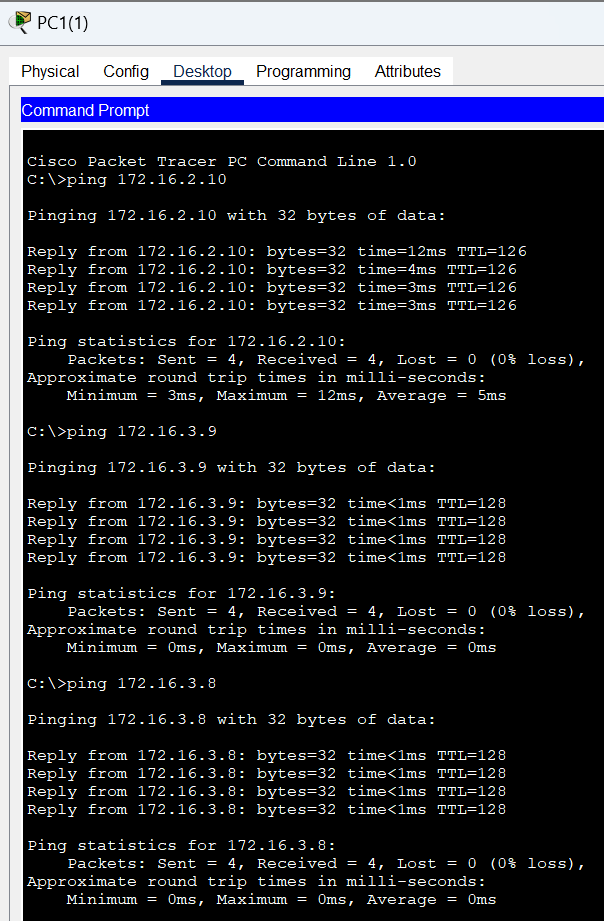 PC1(1)
Physical Config Desktop Programming Attributes
Command Prompt
Cisco Packet Tracer PC Command Line 1.0
C:\>ping 172.16.2.10
Pinging 172.16.2.10 with 32 bytes of data:
Reply from 172.16.2.10: bytes=32 time=12ms TTL=126
Reply from 172.16.2.10: bytes=32 time=4ms TTL=126
Reply from 172.16.2.10: bytes=32 time=3ms TTL=126
Reply from 172.16.2.10: bytes=32 time=3ms TTL=126
Ping statistics for 172.16.2.10:
Packets: Sent = 4, Received = 4, Lost = 0 (0% loss),
Approximate round trip times in milli-seconds:
Minimum = 3ms, Maximum = 12ms, Average = 5ms
C:\>ping 172.16.3.9
Pinging 172.16.3.9 with 32 bytes of data:
Reply from 172.16.3.9: bytes=32 time<1ms TTL=128
Reply from 172.16.3.9: bytes=32 time<1ms TTL=128
Reply from 172.16.3.9: bytes=32 time<1ms TTL=128
Reply from 172.16.3.9: bytes=32 time<1ms TTL=128
Ping statistics for 172.16.3.9:
Packets: Sent = 4, Received = 4, Lost = 0 (0% loss),
Approximate round trip times in milli-seconds:
Minimum = 0ms, Maximum = 0ms, Average = 0ms
C:\>ping 172.16.3.8
Pinging 172.16.3.8 with 32 bytes of data:
Reply from 172.16.3.8: bytes=32 time<1ms TTL=128
Reply from 172.16.3.8: bytes=32 time<1ms TTL=128
Reply from 172.16.3.8: bytes=32 time<1ms TTL=128
Reply from 172.16.3.8: bytes=32 time<1ms TTL=128
Ping statistics for 172.16.3.8:
Packets: Sent = 4, Received = 4, Lost = 0 (0% loss),
Approximate round trip times in milli-seconds:
Minimum = 0ms, Maximum = 0ms, Average = 0ms